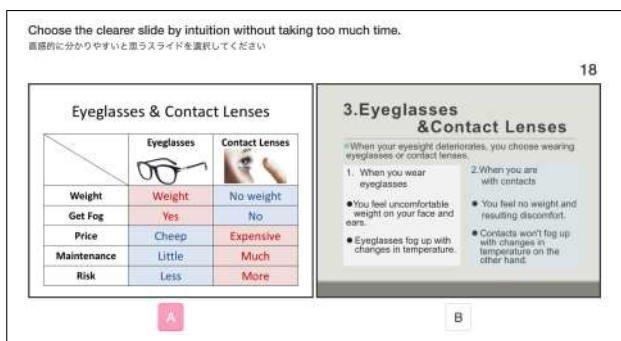 Choose the clearer slide by intuition without taking too much time.
直感的に分かりやすいと思うスライドを選択してください
18
Eyeglasses & Contact Lenses
Eyeglasses Contact Lenses
Weight Weight No weight
Get Fog Yes No
Price Cheep Expensive
Maintenance Little Much
Risk Less More
A
3.Eyeglasses
&Contact Lenses
When your eyesight deteriorates, you choose wearing
eyeglasses or contact lenses.
1. When you wear
eyeglasses
●You feel uncomfortable
weight on your face and
ears.
● Eyeglasses fog up with
changes in temperature.
2.When you are
with contacts
● You feel no weight and
resulting discomfort.
● Contacts won't fog up
with changes in
temperature on the
other hand.
B